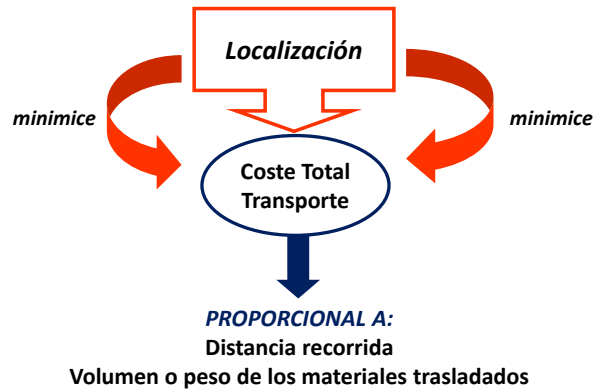 Localización
minimice
minimice
Coste Total
Transporte
PROPORCIONAL A:
Distancia recorrida
Volumen o peso de los materiales trasladados